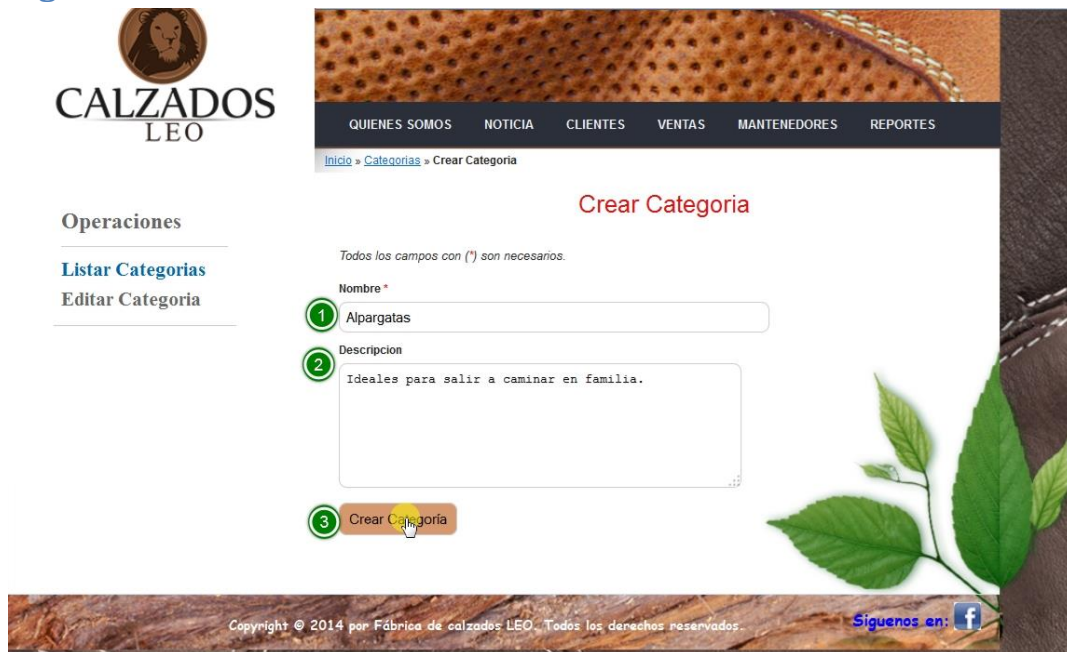 CALZADOS
LEO
QUIENES SOMOS NOTICIA CLIENTES VENTAS MANTENEDORES REPORTES
Inicio » Categorias » Crear Categoria
Operaciones
Listar Categorias
Editar Categoria
Crear Categoria
Todos los campos con (*) son necesarios.
Nombre *
1
Alpargatas
Descripcion
2
Ideales para salir a caminar en familia.
3
Crear Categoría
Copyright © 2014 por Fábrica de calzados LEO. Todos los derechos reservados.
Siguenos en: f